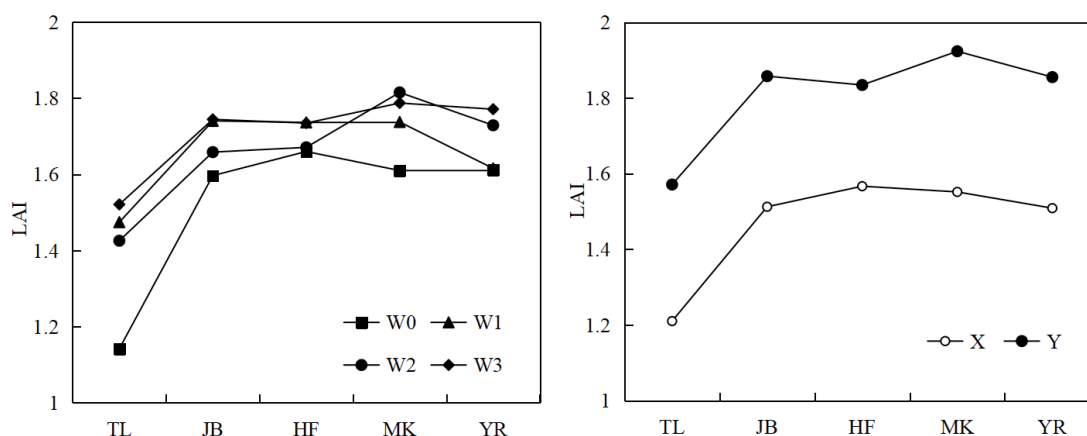 2
1.8
1.6
1.4
1.2
1
LAI
W0 W1
W2 W3
TL JB HF MK YR
2
1.8
1.6
1.4
1.2
1
LAI
X Y
TL JB HF MK YR